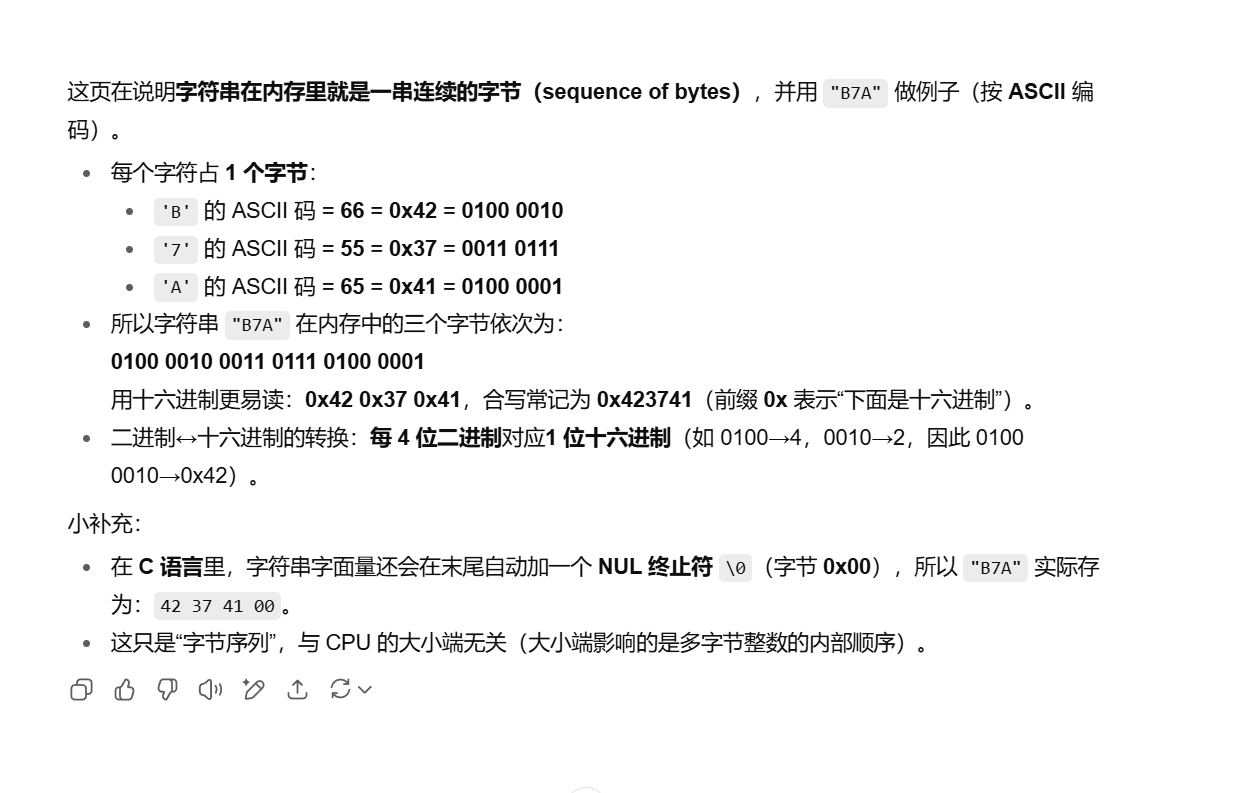 这页在说明字符串在内存里就是一串连续的字节（sequence of bytes），并用 "B7A" 做例子（按 ASCII 编
码）。
每个字符占 1 个字节：
'B' 的 ASCII 码 = 66 = 0x42 = 0100 0010
'7' 的 ASCII 码 = 55 = 0x37 = 0011 0111
'A' 的 ASCII 码 = 65 = 0x41 = 0100 0001
所以字符串 "B7A" 在内存中的三个字节依次为：
0100 0010 0011 0111 0100 0001
用十六进制更易读：0x42 0x37 0x41，合写常记为 0x423741（前缀 0x 表示“下面是十六进制”）。
二进制↔十六进制的转换：每 4 位二进制对应1 位十六进制（如 0100→4，0010→2，因此 0100
0010→0x42）。
小补充：
在 C 语言里，字符串字面量还会在末尾自动加一个 NUL 终止符 \0（字节 0x00），所以 "B7A" 实际存
为：42 37 41 00。
这只是“字节序列”，与 CPU 的大小端无关（大小端影响的是多字节整数的内部顺序）。